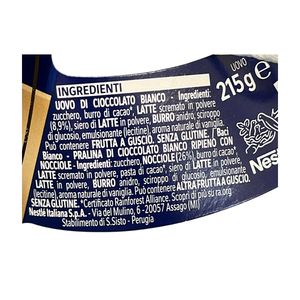 INGREDIENTI
UOVO DI CIOCCOLATO BIANCO - Ingredienti:
zucchero, burro di cacao*, LATTE scremato in polvere
(8,9%), siero di LATTE in polvere, BURRO anidro, sciroppo
di glucosio, emulsionante (lecitine), aroma naturale di vaniglia.
Può contenere FRUTTA A GUSCIO. SENZA GLUTINE. / Baci
Bianco - PRALINA DI CIOCCOLATO BIANCO RIPIENO CON
NOCCIOLE - Ingredienti: zucchero, NOCCIOLE (26%), burro di cacao*,
LATTE scremato in polvere, pasta di cacao*, siero di LATTE
in polvere, BURRO anidro, sciroppo di glucosio, emulsionante
(lecitine), aroma naturale di vaniglia. Può contenere ALTRA FRUTTA A GUSCIO.
SENZA GLUTINE. *Certificato Rainforest Alliance. Scopri di più su ra.org
Nestlé Italiana S.p.A. - Via del Mulino, 6 - 20057 Assago (MI)
Stabilimento di S.Sisto - Perugia
UOVO
215g e
Nes